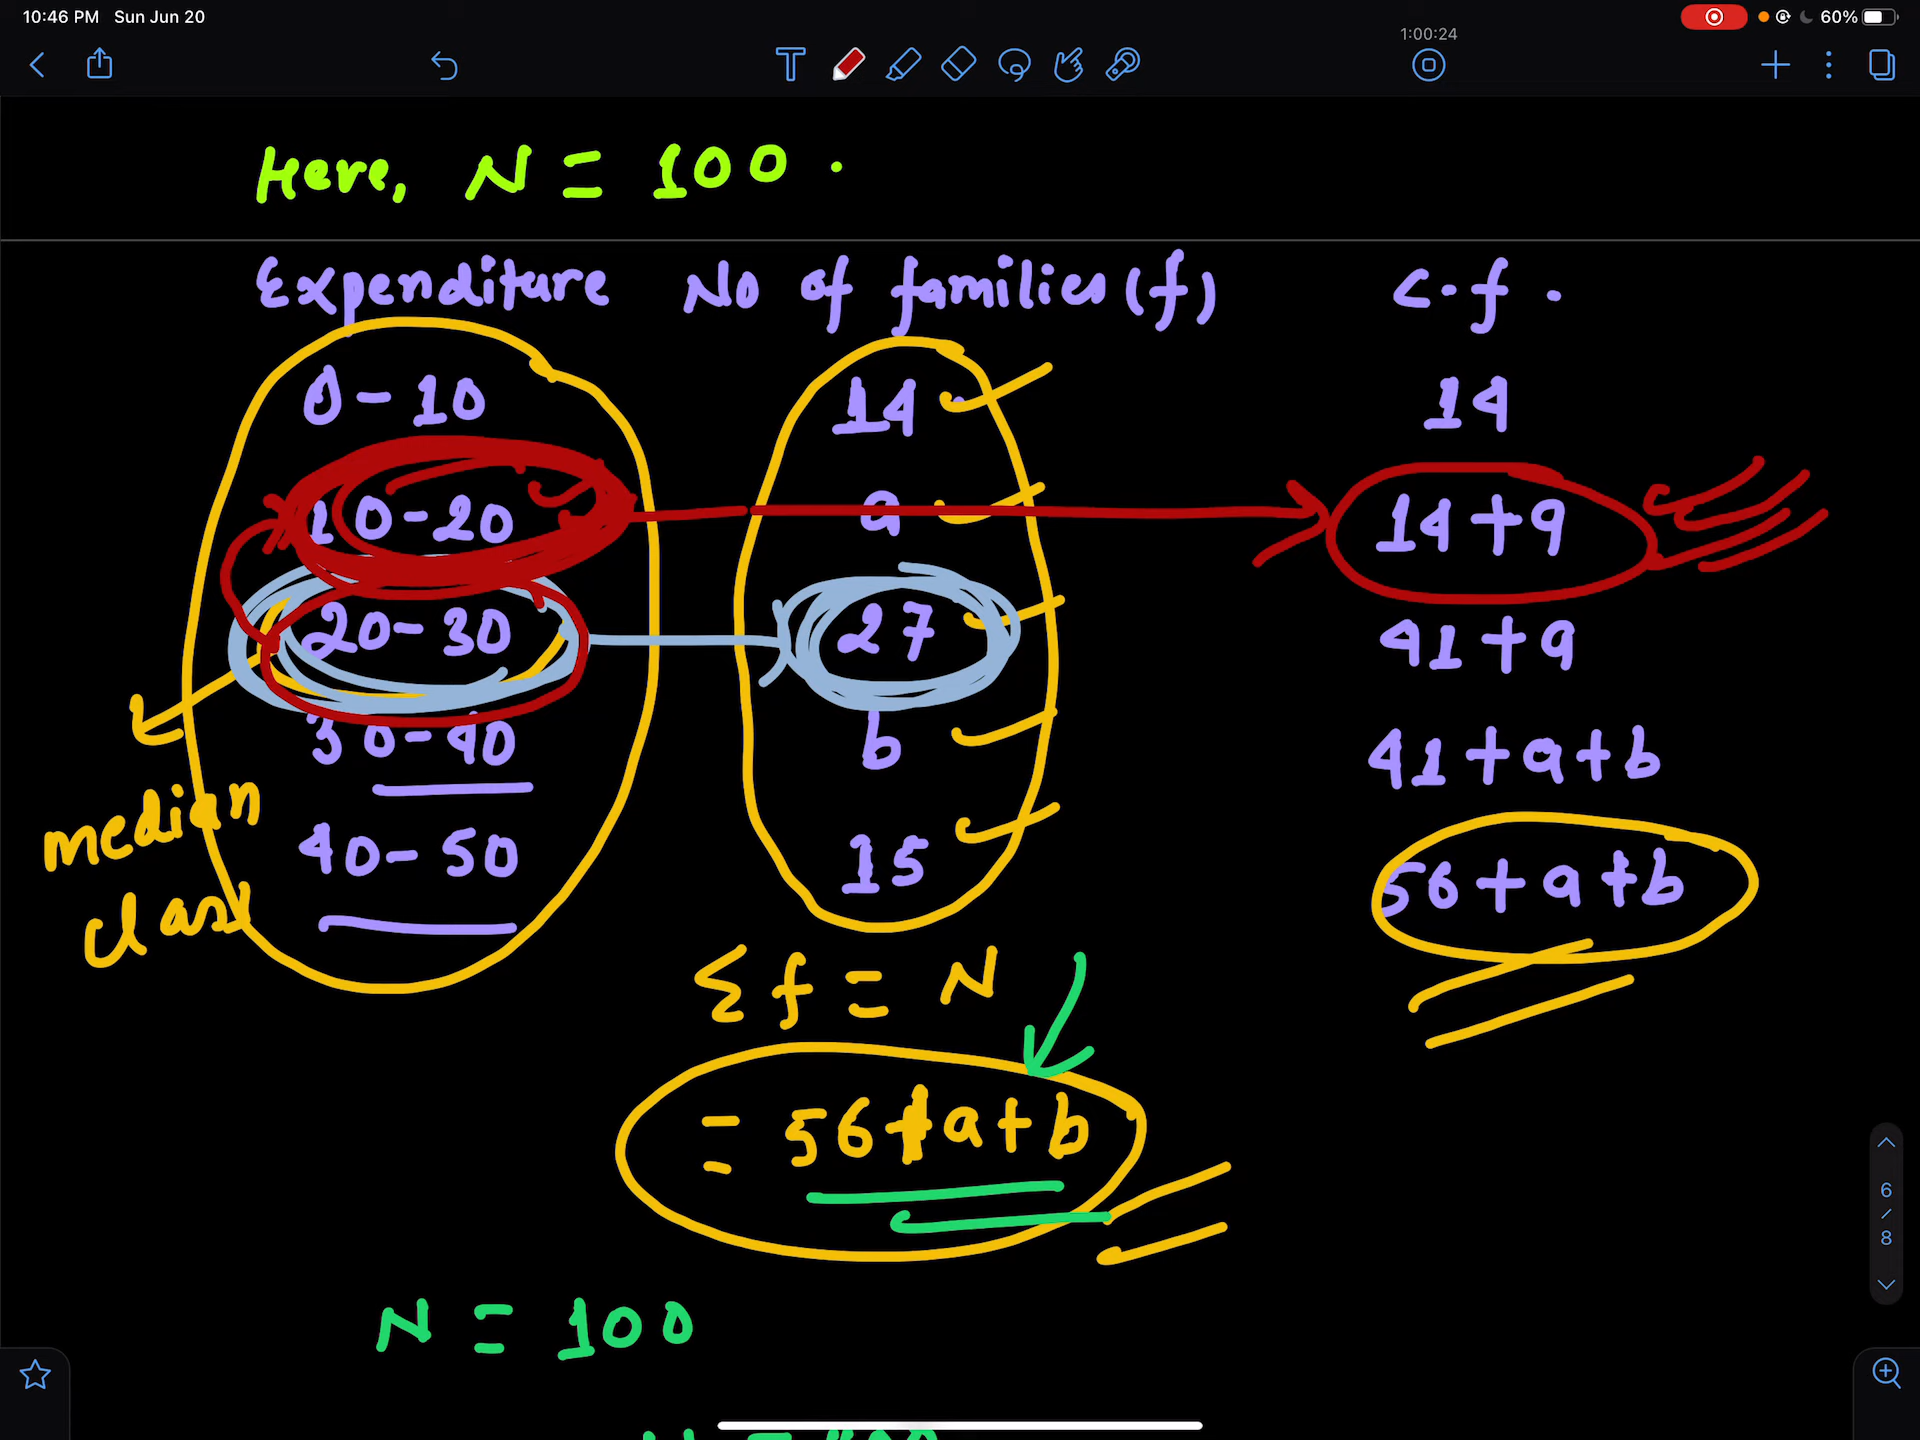 10:46 PM Sun Jun 20
60%
1:00:24
Here, N = 100 .
Expenditure No of families (f) C.f.
0-10 14 14
10-20 a 14+a
20-30 27 41+a
30-40 b 41+a+b
40-50 15 56+a+b
median
class
Σf = N
= 56+a+b
N = 100
6
/
8